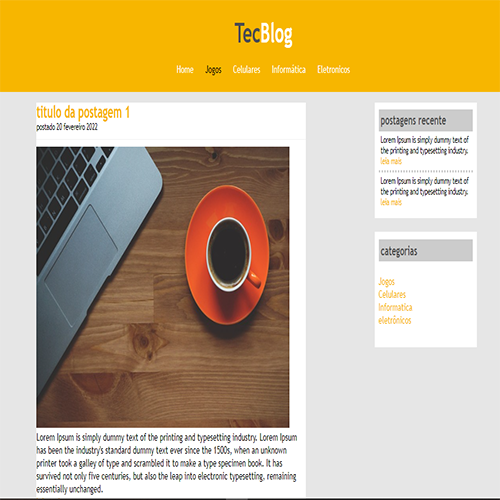 TecBlog
Home Jogos Celulares Informática Eletronicos
titulo da postagem 1
postado 20 fevereiro 2022
Lorem Ipsum is simply dummy text of the printing and typesetting industry. Lorem Ipsum
has been the industry's standard dummy text ever since the 1500s, when an unknown
printer took a galley of type and scrambled it to make a type specimen book. It has
survived not only five centuries, but also the leap into electronic typesetting. remaining
essentially unchanged.
postagens recente
Lorem Ipsum is simply dummy text of
the printing and typesetting industry.
leia mais
Lorem Ipsum is simply dummy text of
the printing and typesetting industry.
leia mais
categorias
Jogos
Celulares
Informatica
eletrônicos